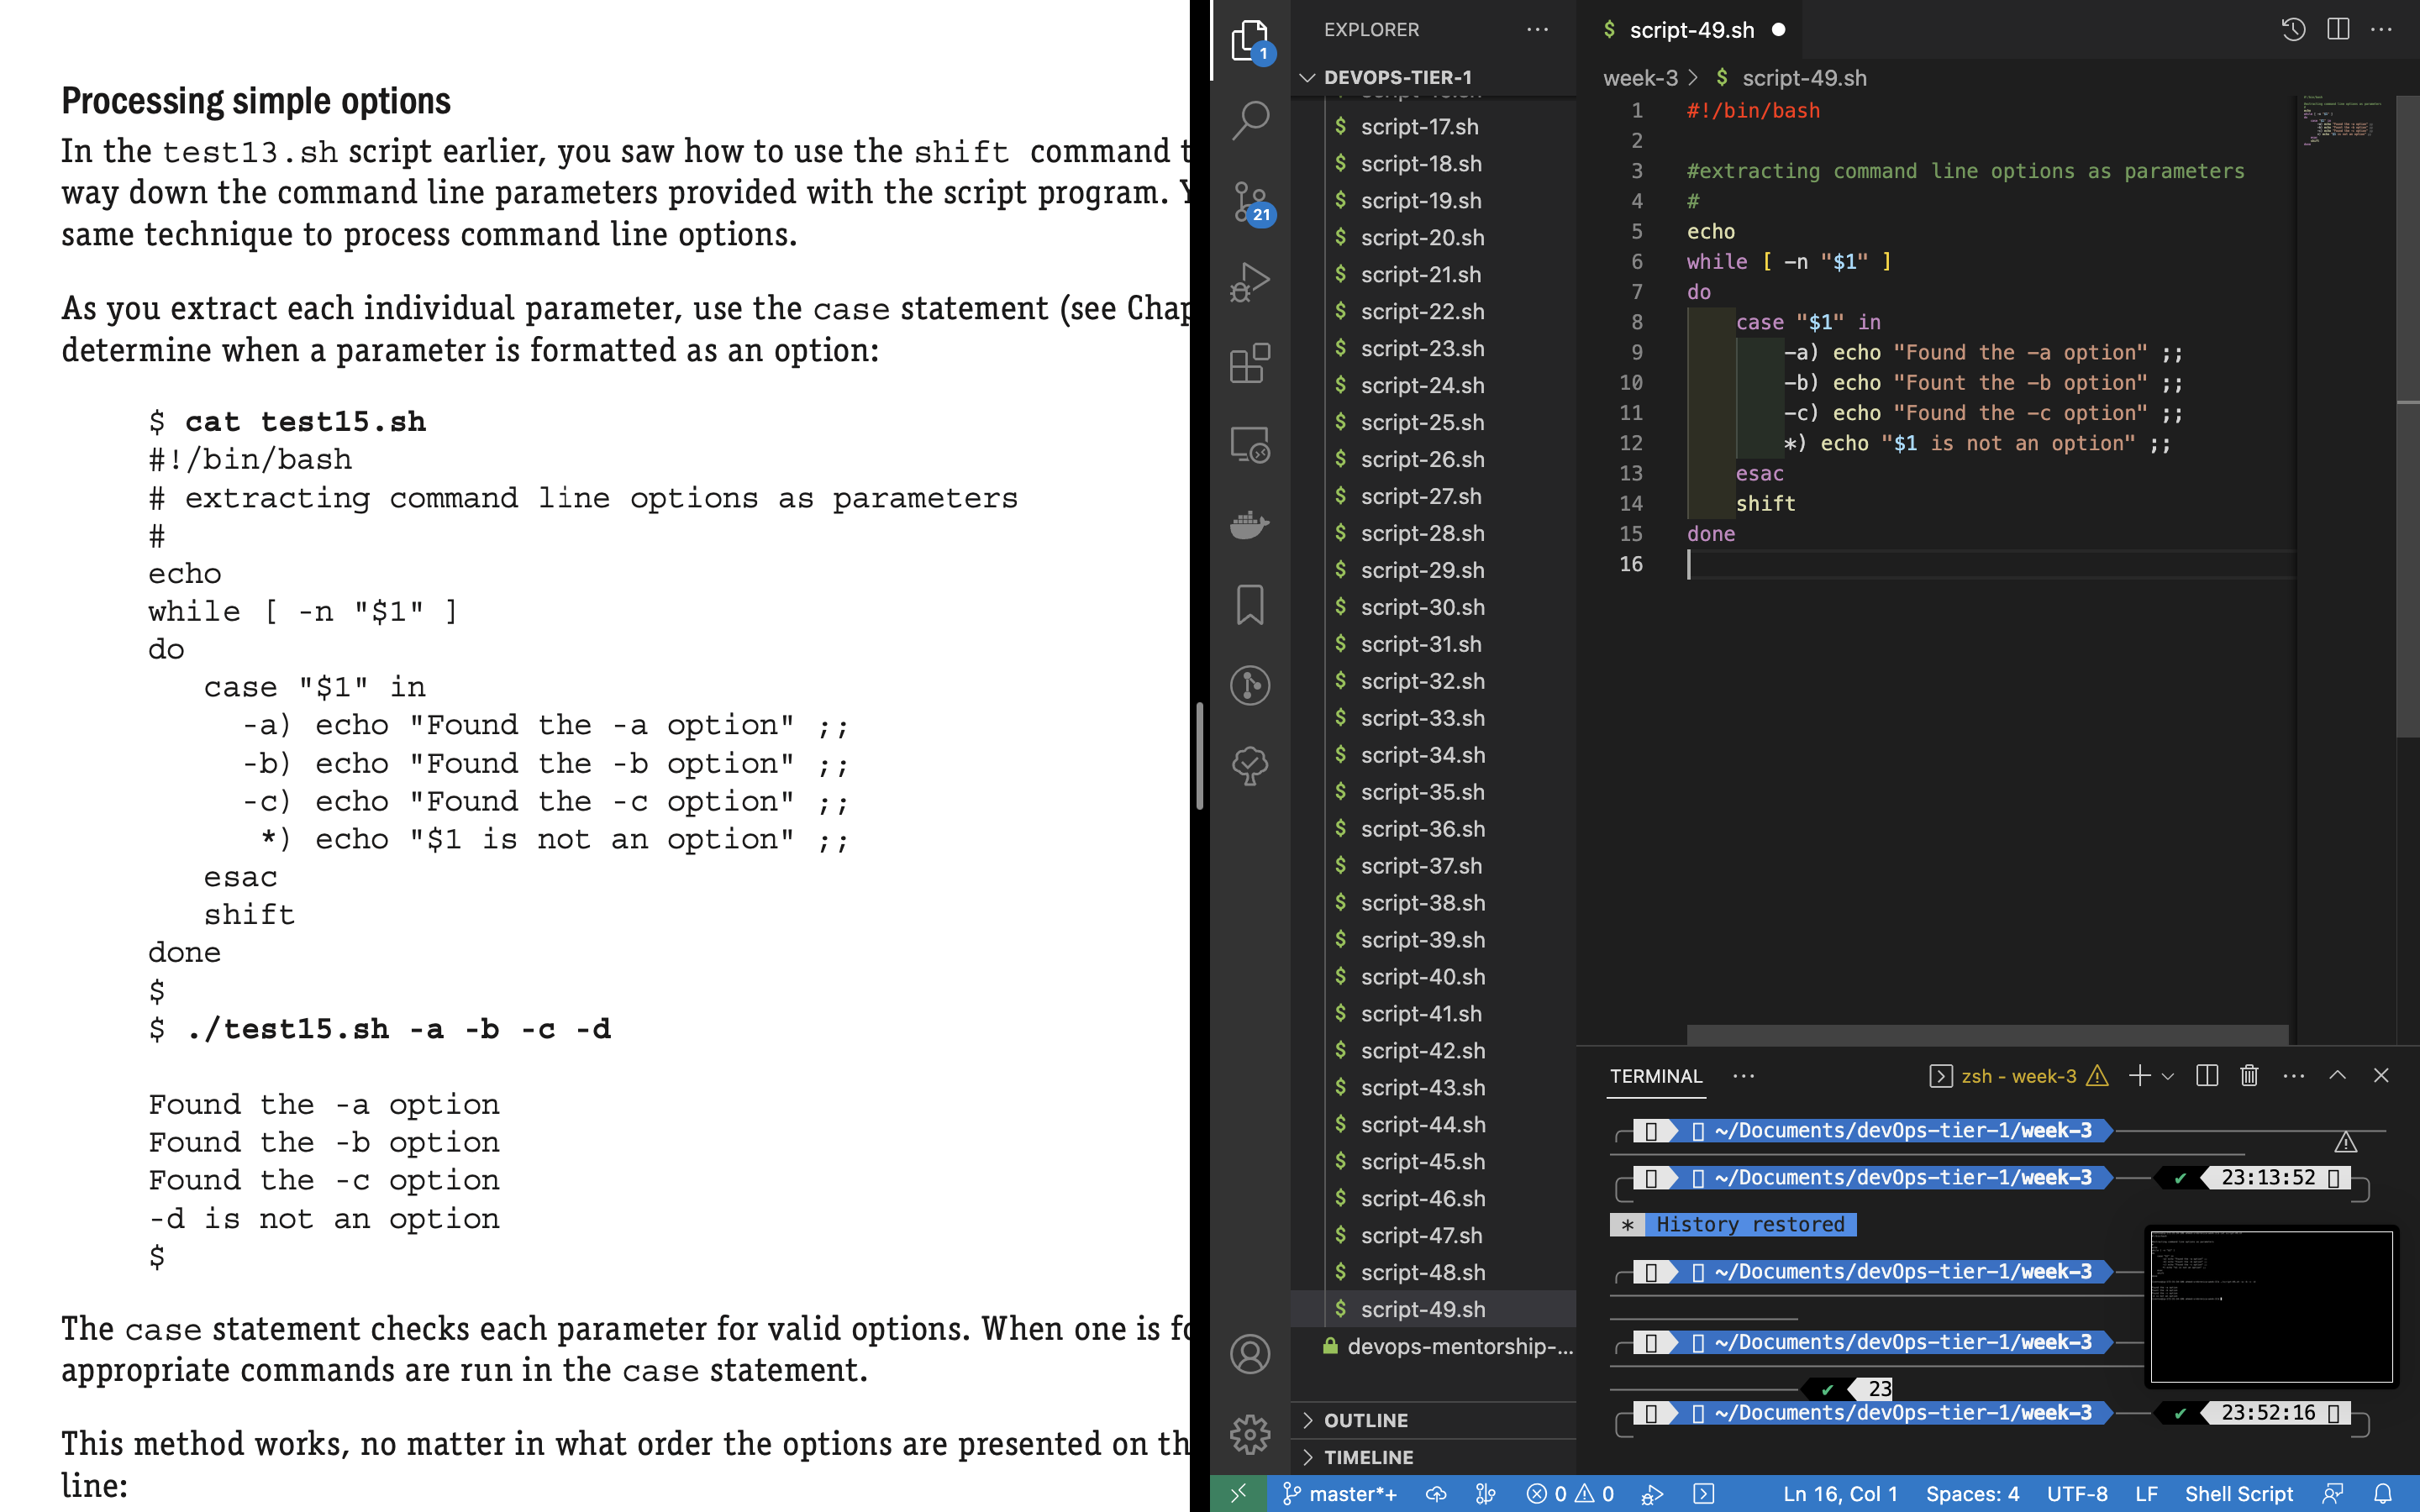 Processing simple options
In the test13.sh script earlier, you saw how to use the shift command t
way down the command line parameters provided with the script program. Y
same technique to process command line options.
As you extract each individual parameter, use the case statement (see Chap
determine when a parameter is formatted as an option:
$ cat test15.sh
#!/bin/bash
# extracting command line options as parameters
#
echo
while [ -n "$1" ]
do
case "$1" in
-a) echo "Found the -a option" ;;
-b) echo "Found the -b option" ;;
-c) echo "Found the -c option" ;;
*) echo "$1 is not an option" ;;
esac
shift
done
$
$ ./test15.sh -a -b -c -d
Found the -a option
Found the -b option
Found the -c option
-d is not an option
$
The case statement checks each parameter for valid options. When one is fo
appropriate commands are run in the case statement.
This method works, no matter in what order the options are presented on th
line:
1
21
EXPLORER ...
DEVOPS-TIER-1
$ script-17.sh
$ script-18.sh
$ script-19.sh
$ script-20.sh
$ script-21.sh
$ script-22.sh
$ script-23.sh
$ script-24.sh
$ script-25.sh
$ script-26.sh
$ script-27.sh
$ script-28.sh
$ script-29.sh
$ script-30.sh
$ script-31.sh
$ script-32.sh
$ script-33.sh
$ script-34.sh
$ script-35.sh
$ script-36.sh
$ script-37.sh
$ script-38.sh
$ script-39.sh
$ script-40.sh
$ script-41.sh
$ script-42.sh
$ script-43.sh
$ script-44.sh
$ script-45.sh
$ script-46.sh
$ script-47.sh
$ script-48.sh
$ script-49.sh
devops-mentorship-...
OUTLINE
TIMELINE
$ script-49.sh ●
week-3 > $ script-49.sh
1 #!/bin/bash
2
3 #extracting command line options as parameters
4 #
5 echo
6 while [ -n "$1" ]
7 do
8 case "$1" in
9 -a) echo "Found the -a option" ;;
10 -b) echo "Fount the -b option" ;;
11 -c) echo "Found the -c option" ;;
12 *) echo "$1 is not an option" ;;
13 esac
14 shift
15 done
16
TERMINAL ... zsh - week-3
~/Documents/devOps-tier-1/week-3
~/Documents/devOps-tier-1/week-3 ✔ 23:13:52
* History restored
~/Documents/devOps-tier-1/week-3
~/Documents/devOps-tier-1/week-3
✔ 23
~/Documents/devOps-tier-1/week-3 ✔ 23:52:16
master*+ 0 0 Ln 16, Col 1 Spaces: 4 UTF-8 LF Shell Script